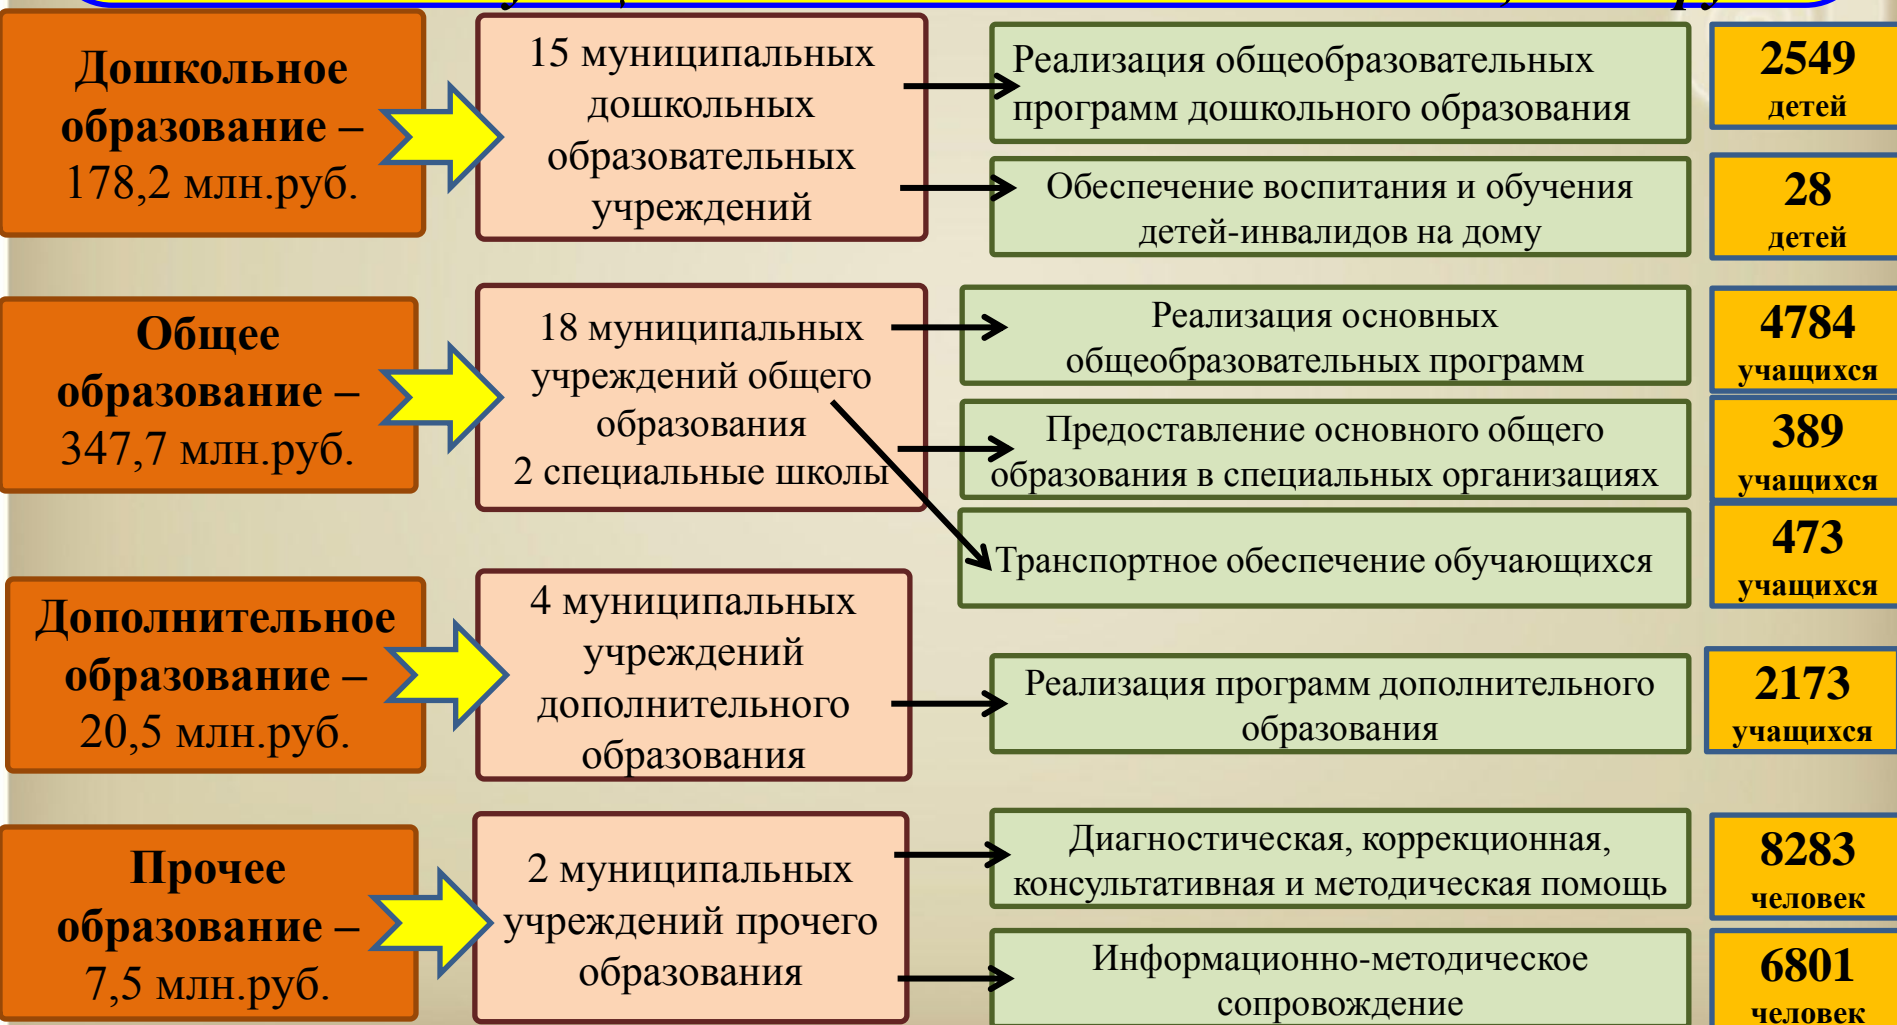 Дошкольное
образование –
178,2 млн.руб.
15 муниципальных
дошкольных
образовательных
учреждений
Реализация общеобразовательных
программ дошкольного образования
2549
детей
Обеспечение воспитания и обучения
детей-инвалидов на дому
28
детей
Общее
образование –
347,7 млн.руб.
18 муниципальных
учреждений общего
образования
2 специальные школы
Реализация основных
общеобразовательных программ
4784
учащихся
Предоставление основного общего
образования в специальных организациях
389
учащихся
Транспортное обеспечение обучающихся
473
учащихся
Дополнительное
образование –
20,5 млн.руб.
4 муниципальных
учреждений
дополнительного
образования
Реализация программ дополнительного
образования
2173
учащихся
Прочее
образование –
7,5 млн.руб.
2 муниципальных
учреждений прочего
образования
Диагностическая, коррекционная,
консультативная и методическая помощь
8283
человек
Информационно-методическое
сопровождение
6801
человек